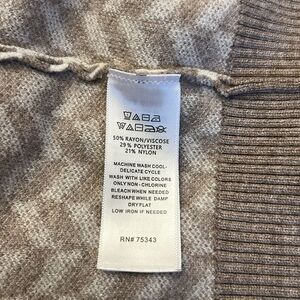 50% RAYON/VISCOSE
29% POLYESTER
21% NYLON
MACHINE WASH COOL-
DELICATE CYCLE
WASH WITH LIKE COLORS
ONLY NON-CHLORINE
BLEACH WHEN NEEDED
RESHAPE WHILE DAMP
DRY FLAT
LOW IRON IF NEEDED
RN# 75343